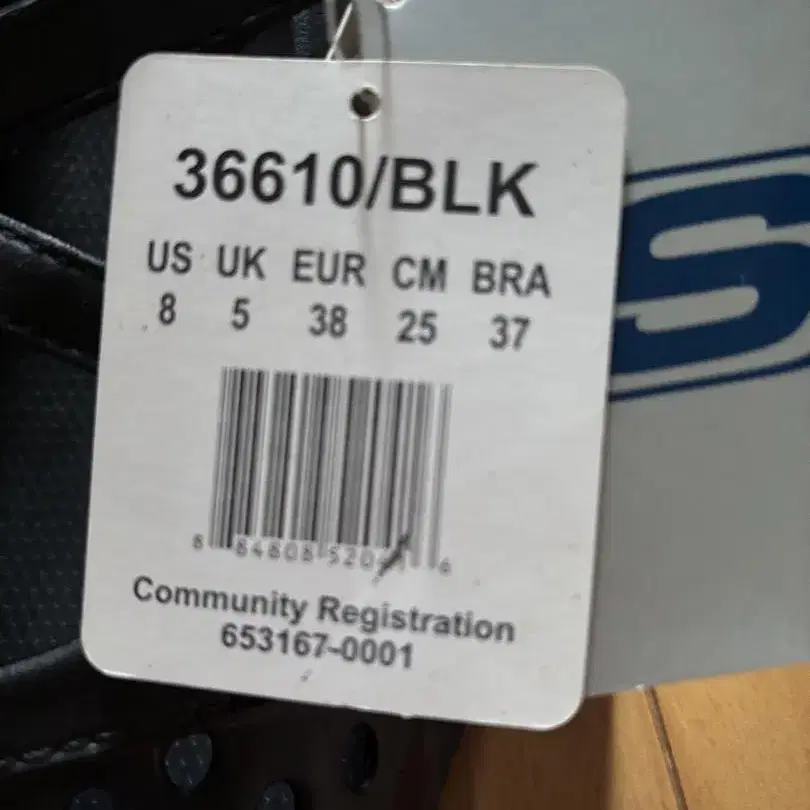 36610/BLK
US UK EUR CM BRA
8 5 38 25 37
Community Registration
653167-0001
S